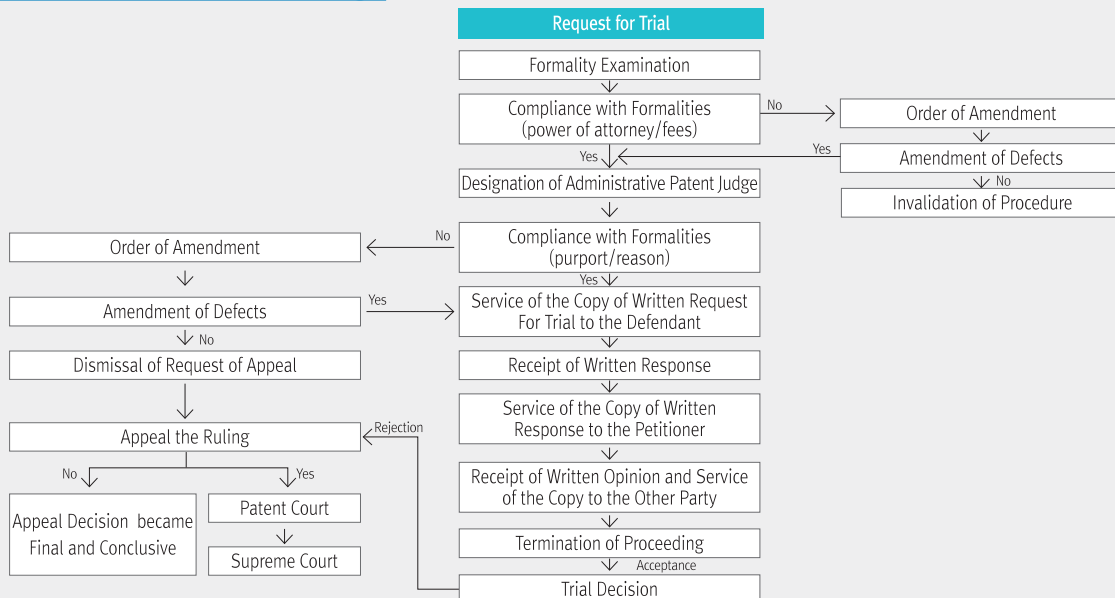 Request for Trial
Formality Examination
Compliance with Formalities
(power of attorney/fees)
No
Order of Amendment
Yes
Yes
Amendment of Defects
Designation of Administrative Patent Judge
No
Invalidation of Procedure
Order of Amendment
No
Compliance with Formalities
(purport/reason)
Yes
Amendment of Defects
Yes
Service of the Copy of Written Request
For Trial to the Defendant
No
Dismissal of Request of Appeal
Receipt of Written Response
Service of the Copy of Written
Response to the Petitioner
Appeal the Ruling
Rejection
No
Yes
Receipt of Written Opinion and Service
of the Copy to the Other Party
Appeal Decision became
Final and Conclusive
Patent Court
Supreme Court
Termination of Proceeding
Acceptance
Trial Decision